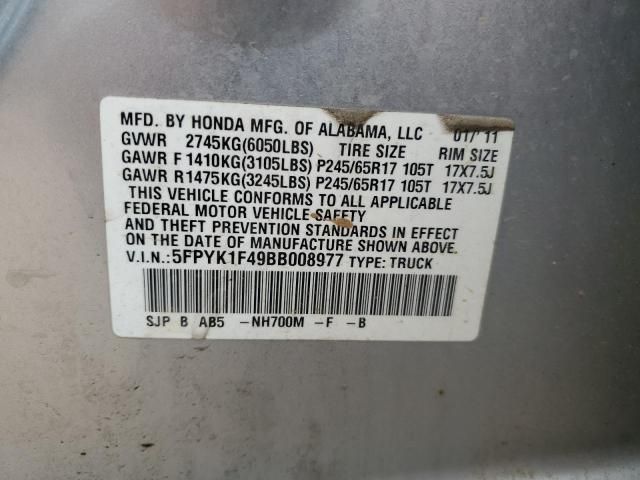 MFD. BY HONDA MFG. OF ALABAMA, LLC 01/'11
GVWR 2745KG(6050LBS) TIRE SIZE RIM SIZE
GAWR F 1410KG(3105LBS) P245/65R17 105T 17X7.5J
GAWR R1475KG(3245LBS) P245/65R17 105T 17X7.5J
THIS VEHICLE CONFORMS TO ALL APPLICABLE
FEDERAL MOTOR VEHICLE SAFETY
AND THEFT PREVENTION STANDARDS IN EFFECT
ON THE DATE OF MANUFACTURE SHOWN ABOVE.
V.I.N.:5FPYK1F49BB008977 TYPE: TRUCK
SJP B AB5 -NH700M -F -B